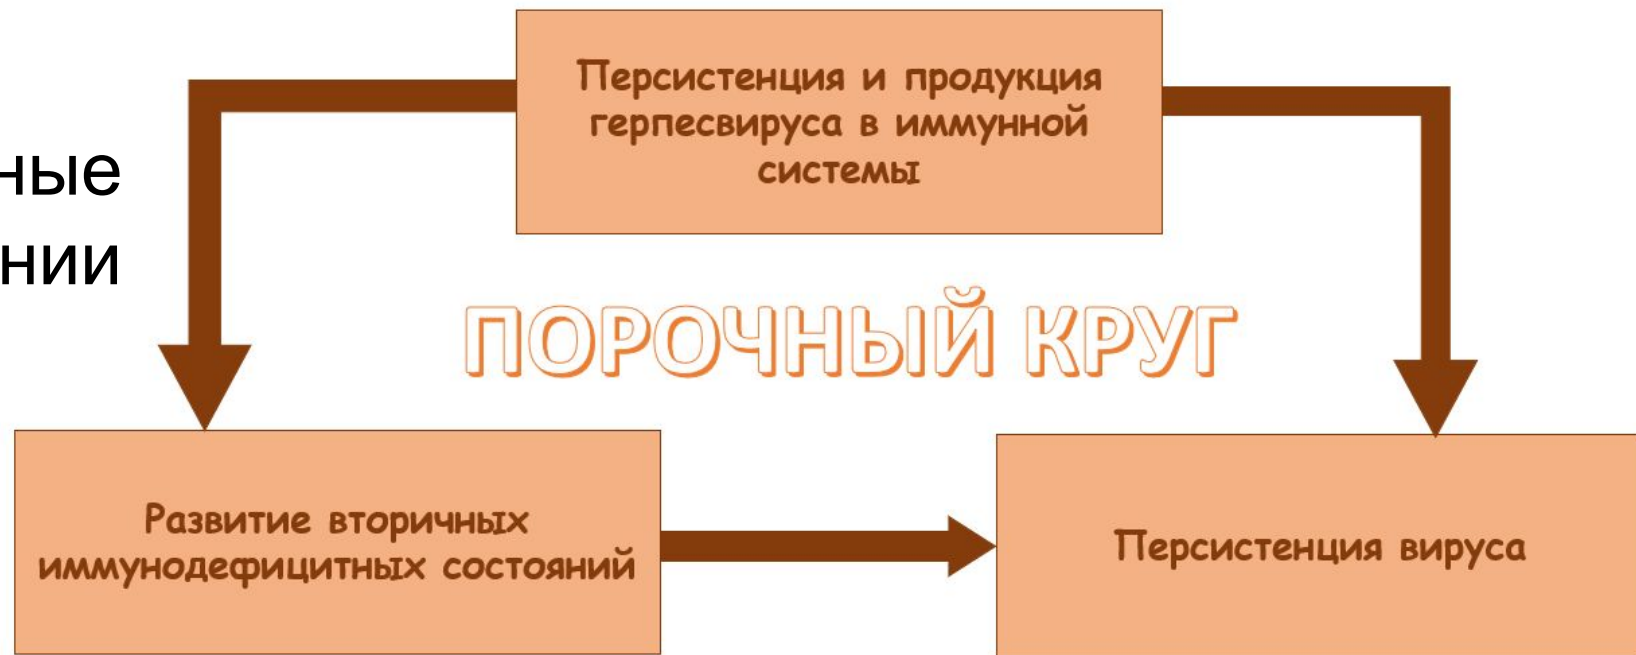 Персистенция и продукция
герпесвируса в иммунной
системы
ные
нии
ПОРОЧНЫЙ КРУГ
Развитие вторичных
иммунодефицитных состояний
Персистенция вируса